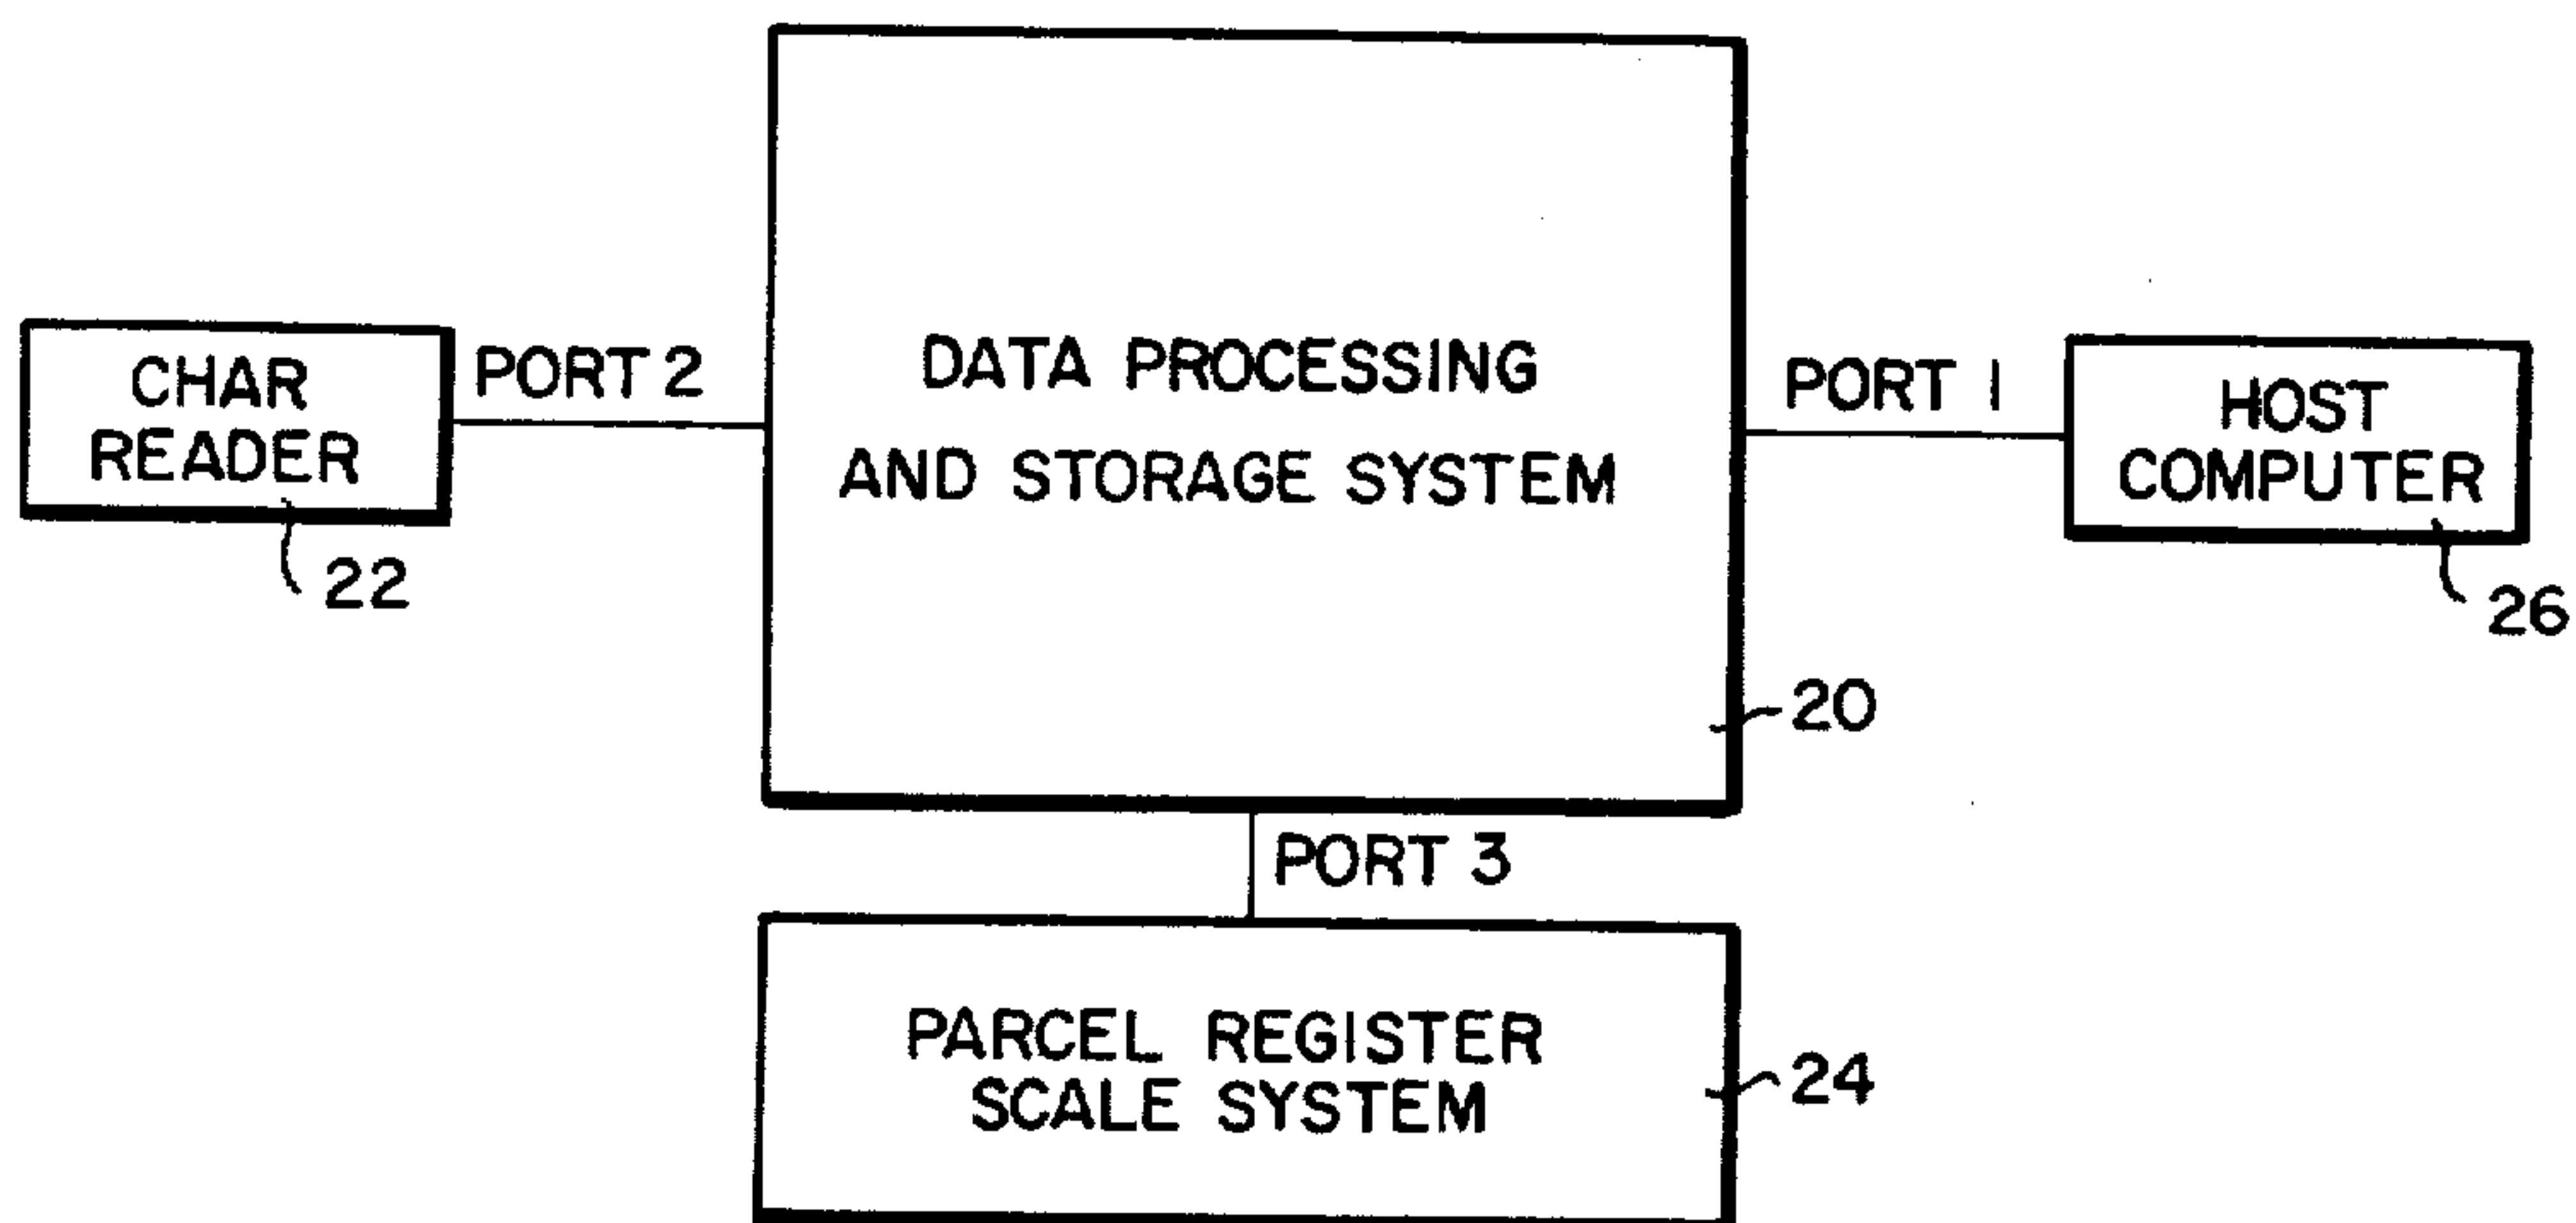 CHAR
READER
22
PORT 2
DATA PROCESSING
AND STORAGE SYSTEM
20
PORT 1
HOST
COMPUTER
26
PORT 3
PARCEL REGISTER
SCALE SYSTEM
24